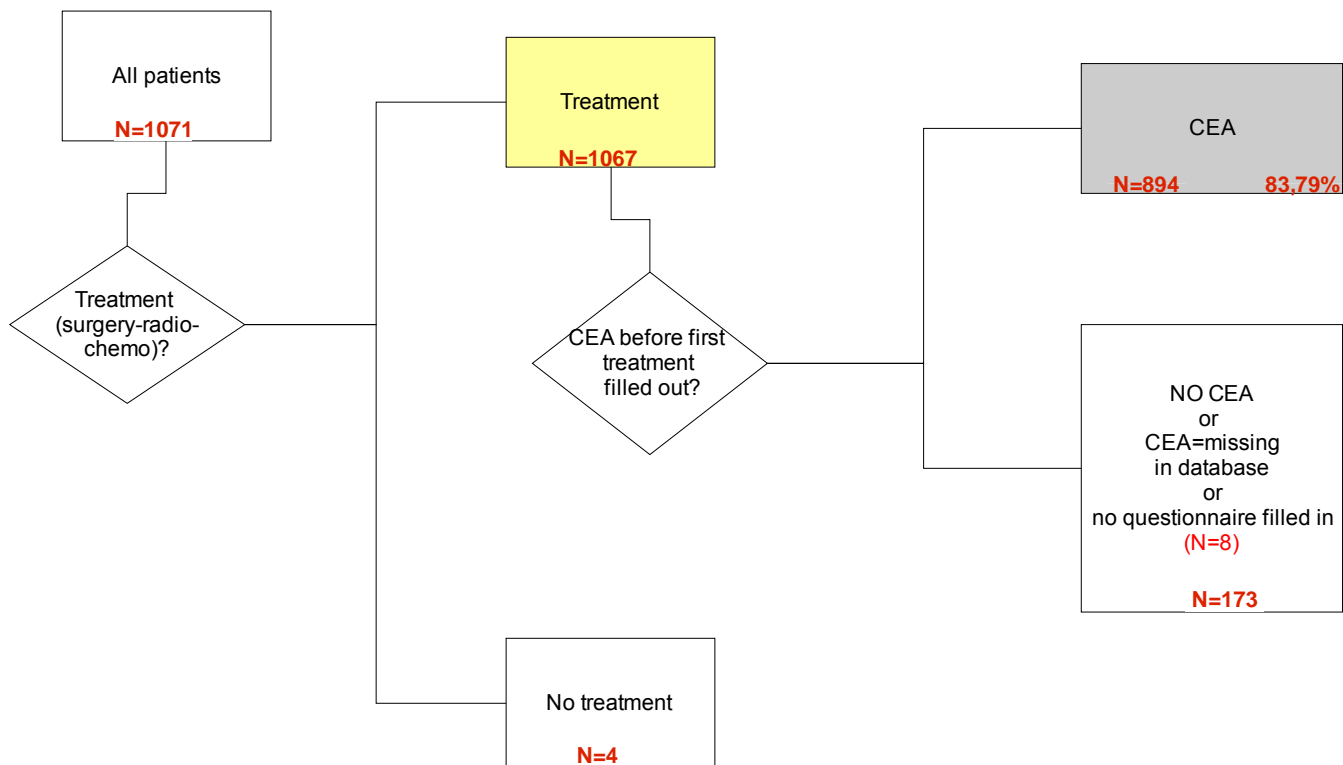 All patients
N=1071
Treatment
(surgery-radio-
chemo)?
Treatment
N=1067
CEA before first
treatment
filled out?
CEA
N=894 83,79%
NO CEA
or
CEA=missing
in database
or
no questionnaire filled in
(N=8)
N=173
No treatment
N=4